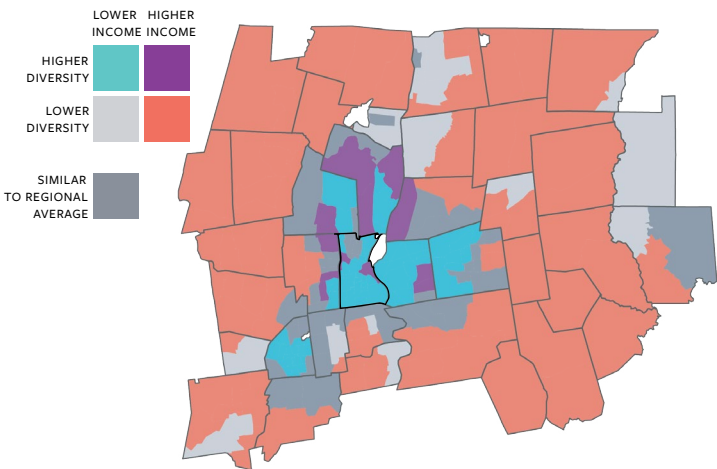 LOWER INCOME
HIGHER INCOME
HIGHER DIVERSITY
LOWER DIVERSITY
SIMILAR TO REGIONAL AVERAGE